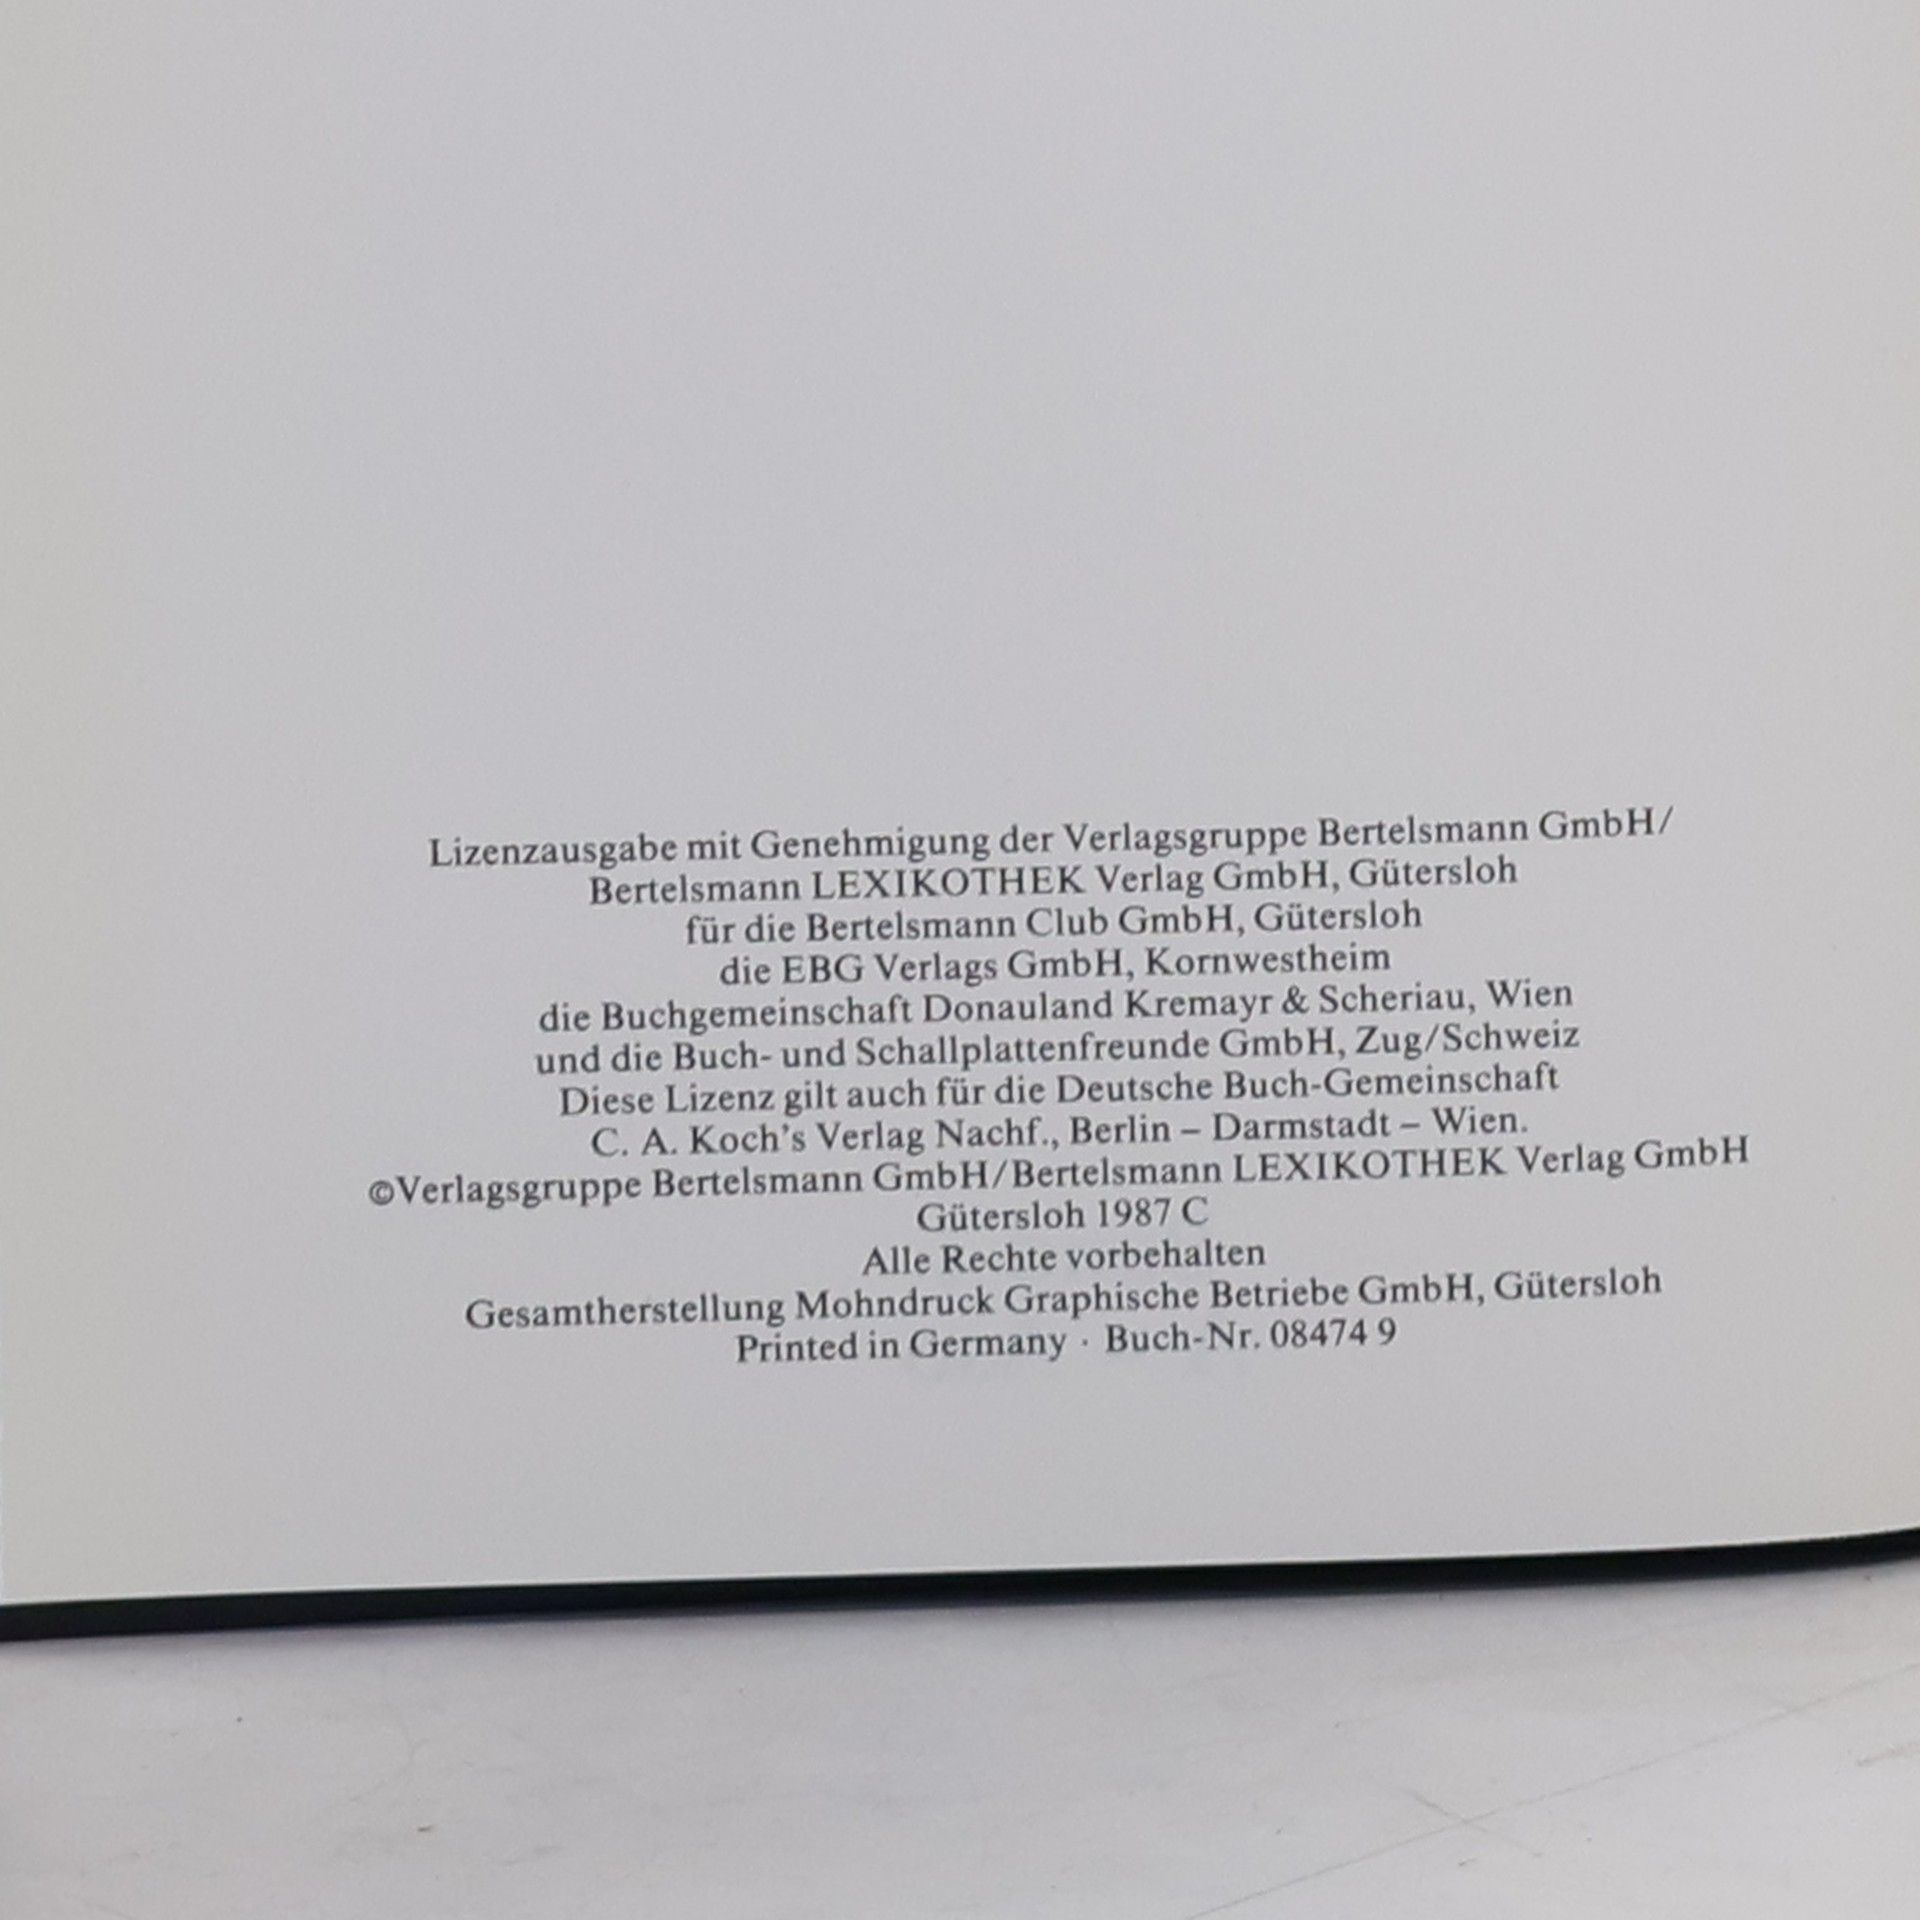 Lizenzausgabe mit Genehmigung der Verlagsgruppe Bertelsmann GmbH/
Bertelsmann LEXIKOTHEK Verlag GmbH, Gütersloh
für die Bertelsmann Club GmbH, Gütersloh
die EBG Verlags GmbH, Kornwestheim
die Buchgemeinschaft Donauland Kremayr & Scheriau, Wien
und die Buch- und Schallplattenfreunde GmbH, Zug/Schweiz
Diese Lizenz gilt auch für die Deutsche Buch-Gemeinschaft
C. A. Koch's Verlag Nachf., Berlin – Darmstadt – Wien.
©Verlagsgruppe Bertelsmann GmbH/Bertelsmann LEXIKOTHEK Verlag GmbH
Gütersloh 1987 C
Alle Rechte vorbehalten
Gesamtherstellung Mohndruck Graphische Betriebe GmbH, Gütersloh
Printed in Germany · Buch-Nr. 08474 9